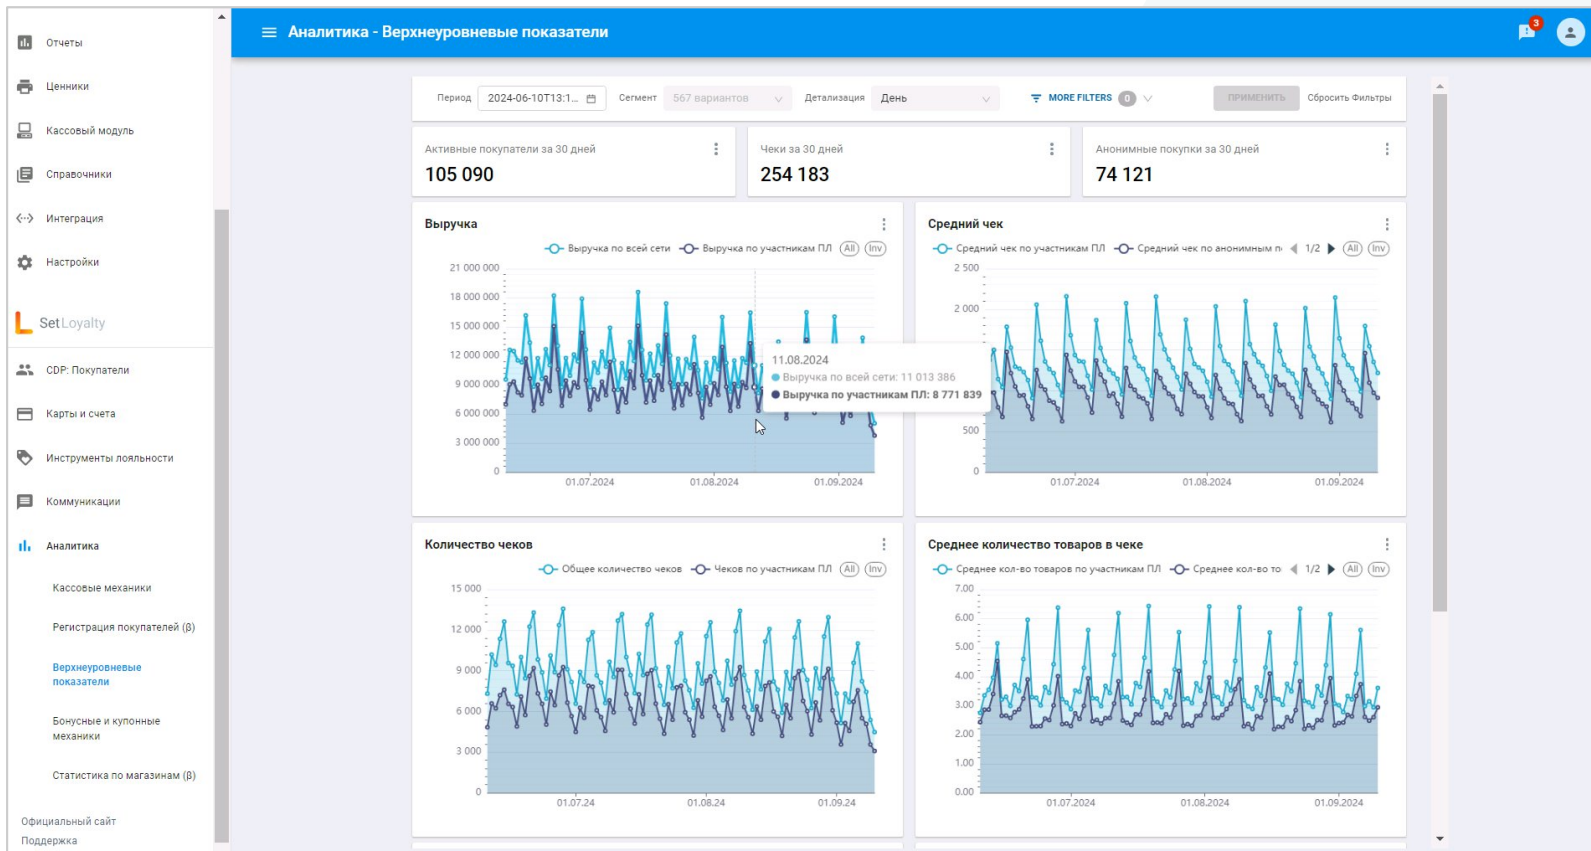 Аналитика - Верхнеуровневые показатели
3
Отчеты
Ценники
Кассовый модуль
Справочники
Интеграция
Настройки
SetLoyalty
CDP: Покупатели
Карты и счета
Инструменты лояльности
Коммуникации
Аналитика
Кассовые механики
Регистрация покупателей (β)
Верхнеуровневые
показатели
Бонусные и купонные
механики
Статистика по магазинам (β)
Официальный сайт
Поддержка
Период 2024-06-10T13:1... Сегмент 567 вариантов Детализация День MORE FILTERS 0 ПРИМЕНИТЬ Сбросить Фильтры
Активные покупатели за 30 дней
105 090
Чеки за 30 дней
254 183
Анонимные покупки за 30 дней
74 121
Выручка
Выручка по всей сети Выручка по участникам ПЛ All Inv
21 000 000
18 000 000
15 000 000
12 000 000
9 000 000
6 000 000
3 000 000
0
01.07.2024 01.08.2024 01.09.2024
11.08.2024
Выручка по всей сети: 11 013 386
Выручка по участникам ПЛ: 8 771 839
Средний чек
Средний чек по участникам ПЛ Средний чек по анонимным п 1/2 All Inv
2 500
2 000
500
0
01.07.2024 01.08.2024 01.09.2024
Количество чеков
Общее количество чеков Чеков по участникам ПЛ All Inv
15 000
12 000
9 000
6 000
3 000
0
01.07.24 01.08.24 01.09.24
Среднее количество товаров в чеке
Среднее кол-во товаров по участникам ПЛ Среднее кол-во то 1/2 All Inv
7.00
6.00
5.00
4.00
3.00
2.00
1.00
0.00
01.07.2024 01.08.2024 01.09.2024